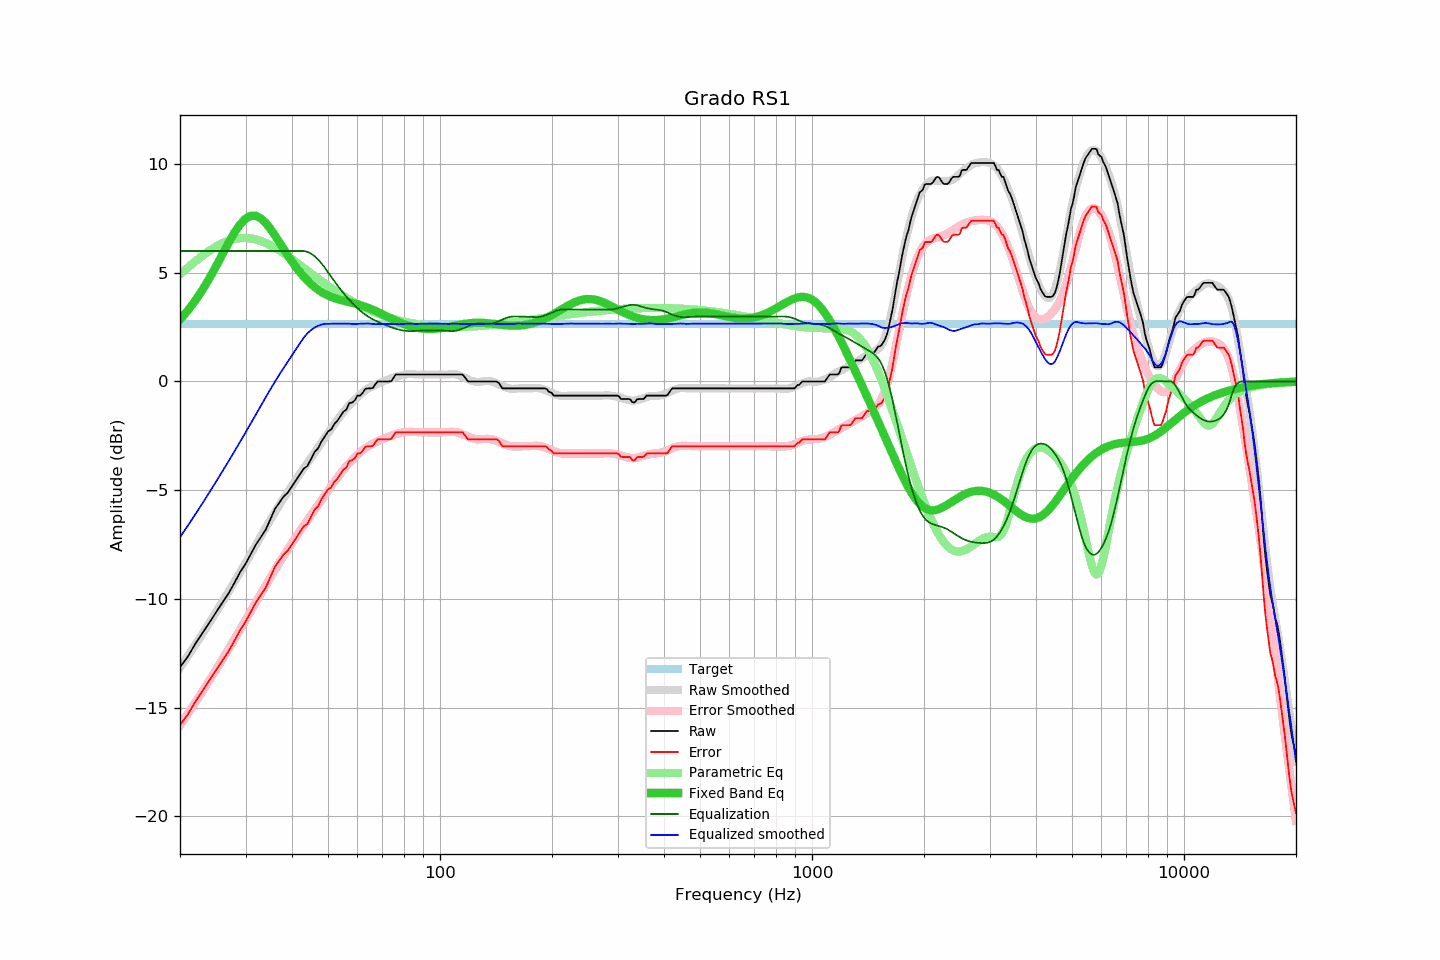 Grado RS1
Amplitude (dBr)
10
5
0
−5
−10
−15
−20
Target
Raw Smoothed
Error Smoothed
Raw
Error
Parametric Eq
Fixed Band Eq
Equalization
Equalized smoothed
100
1000
10000
Frequency (Hz)